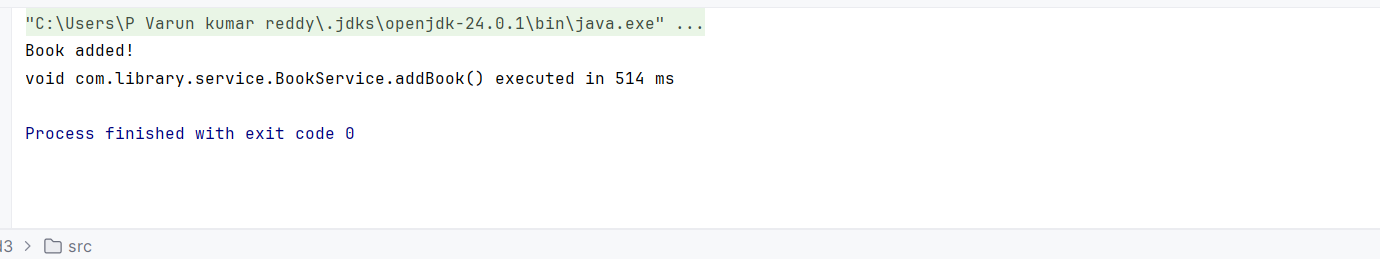 "C:\Users\P Varun kumar reddy\.jdks\openjdk-24.0.1\bin\java.exe" ...
Book added!
void com.library.service.BookService.addBook() executed in 514 ms
Process finished with exit code 0
d3 > src